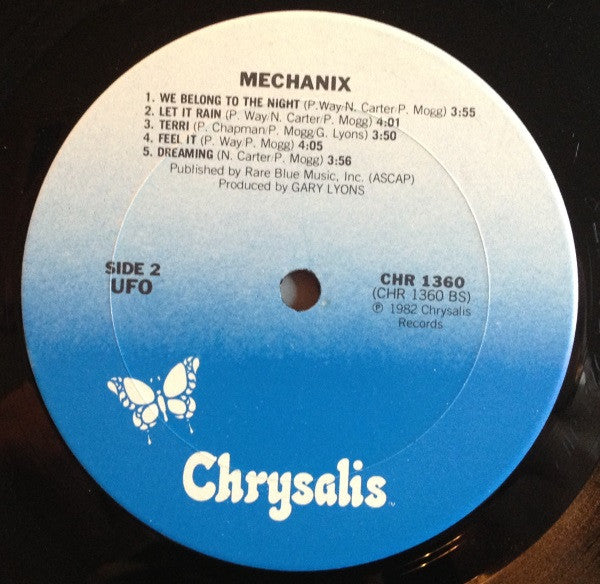 MECHANIX
1. WE BELONG TO THE NIGHT (P. Way/N. Carter/P. Mogg) 3:55
2. LET IT RAIN (P. Way/N. Carter/P. Mogg) 4:01
3. TERRI (P. Chapman/P. Mogg/G. Lyons) 3:50
4. FEEL IT (P. Way/P. Mogg) 4:05
5. DREAMING (N. Carter/P. Mogg) 3:56
Published by Rare Blue Music, Inc. (ASCAP)
Produced by GARY LYONS
SIDE 2
UFO
CHR 1360
(CHR 1360 BS)
℗ 1982 Chrysalis
Records
Chrysalis™